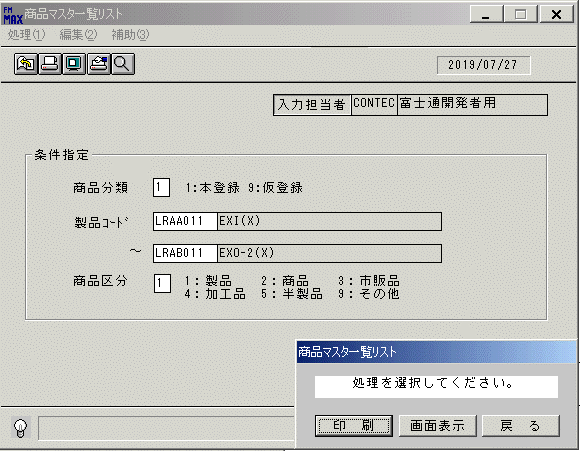 FM MAX 商品マスター覧リスト
処理(1) 編集(2) 補助(3)
2019/07/27
入力担当者 CONTEC 富士通開発者用
条件指定
商品分類 1 1:本登録 9:仮登録
製品ｺｰﾄﾞ LRAA011 EXI(X)
～ LRAB011 EXO-2(X)
商品区分 1 1:製品 2:商品 3:市販品
4:加工品 5:半製品 9:その他
商品マスター覧リスト
処理を選択してください。
印 刷 画面表示 戻 る